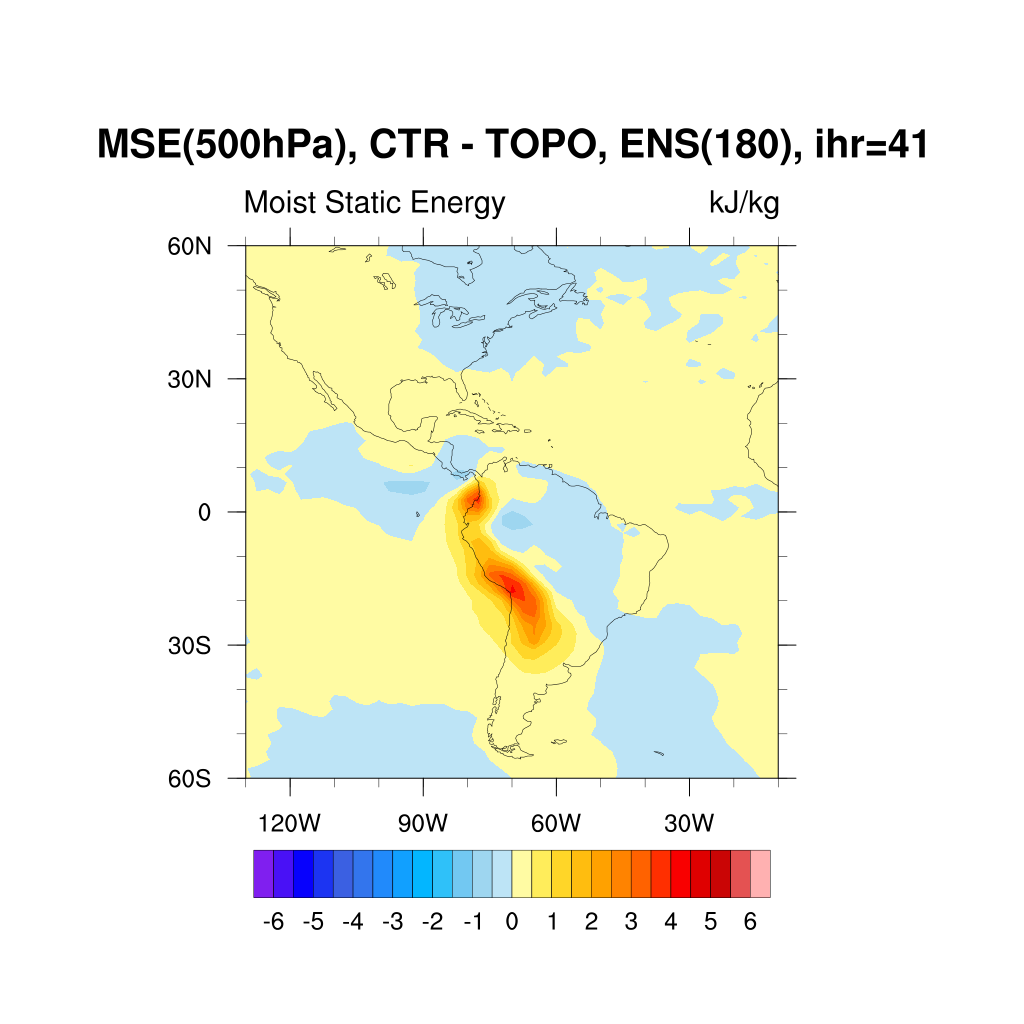 MSE(500hPa), CTR - TOPO, ENS(180), ihr=41
Moist Static Energy kJ/kg
60N
30N
0
30S
60S
120W 90W 60W 30W
-6 -5 -4 -3 -2 -1 0 1 2 3 4 5 6